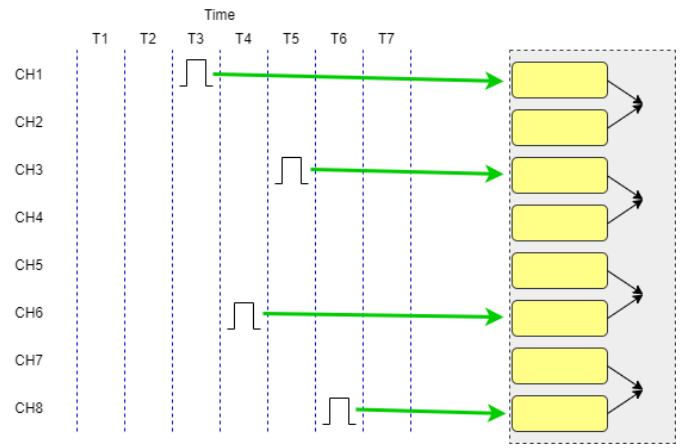 Time
T1 T2 T3 T4 T5 T6 T7
CH1
CH2
CH3
CH4
CH5
CH6
CH7
CH8